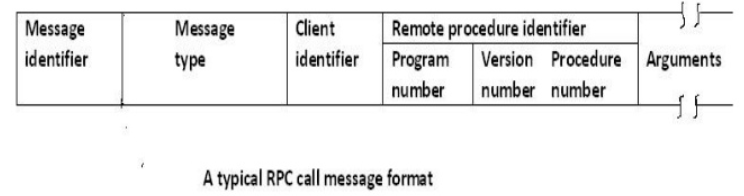 Message identifier
Message type
Client identifier
Remote procedure identifier
Program number
Version number
Procedure number
Arguments
A typical RPC call message format